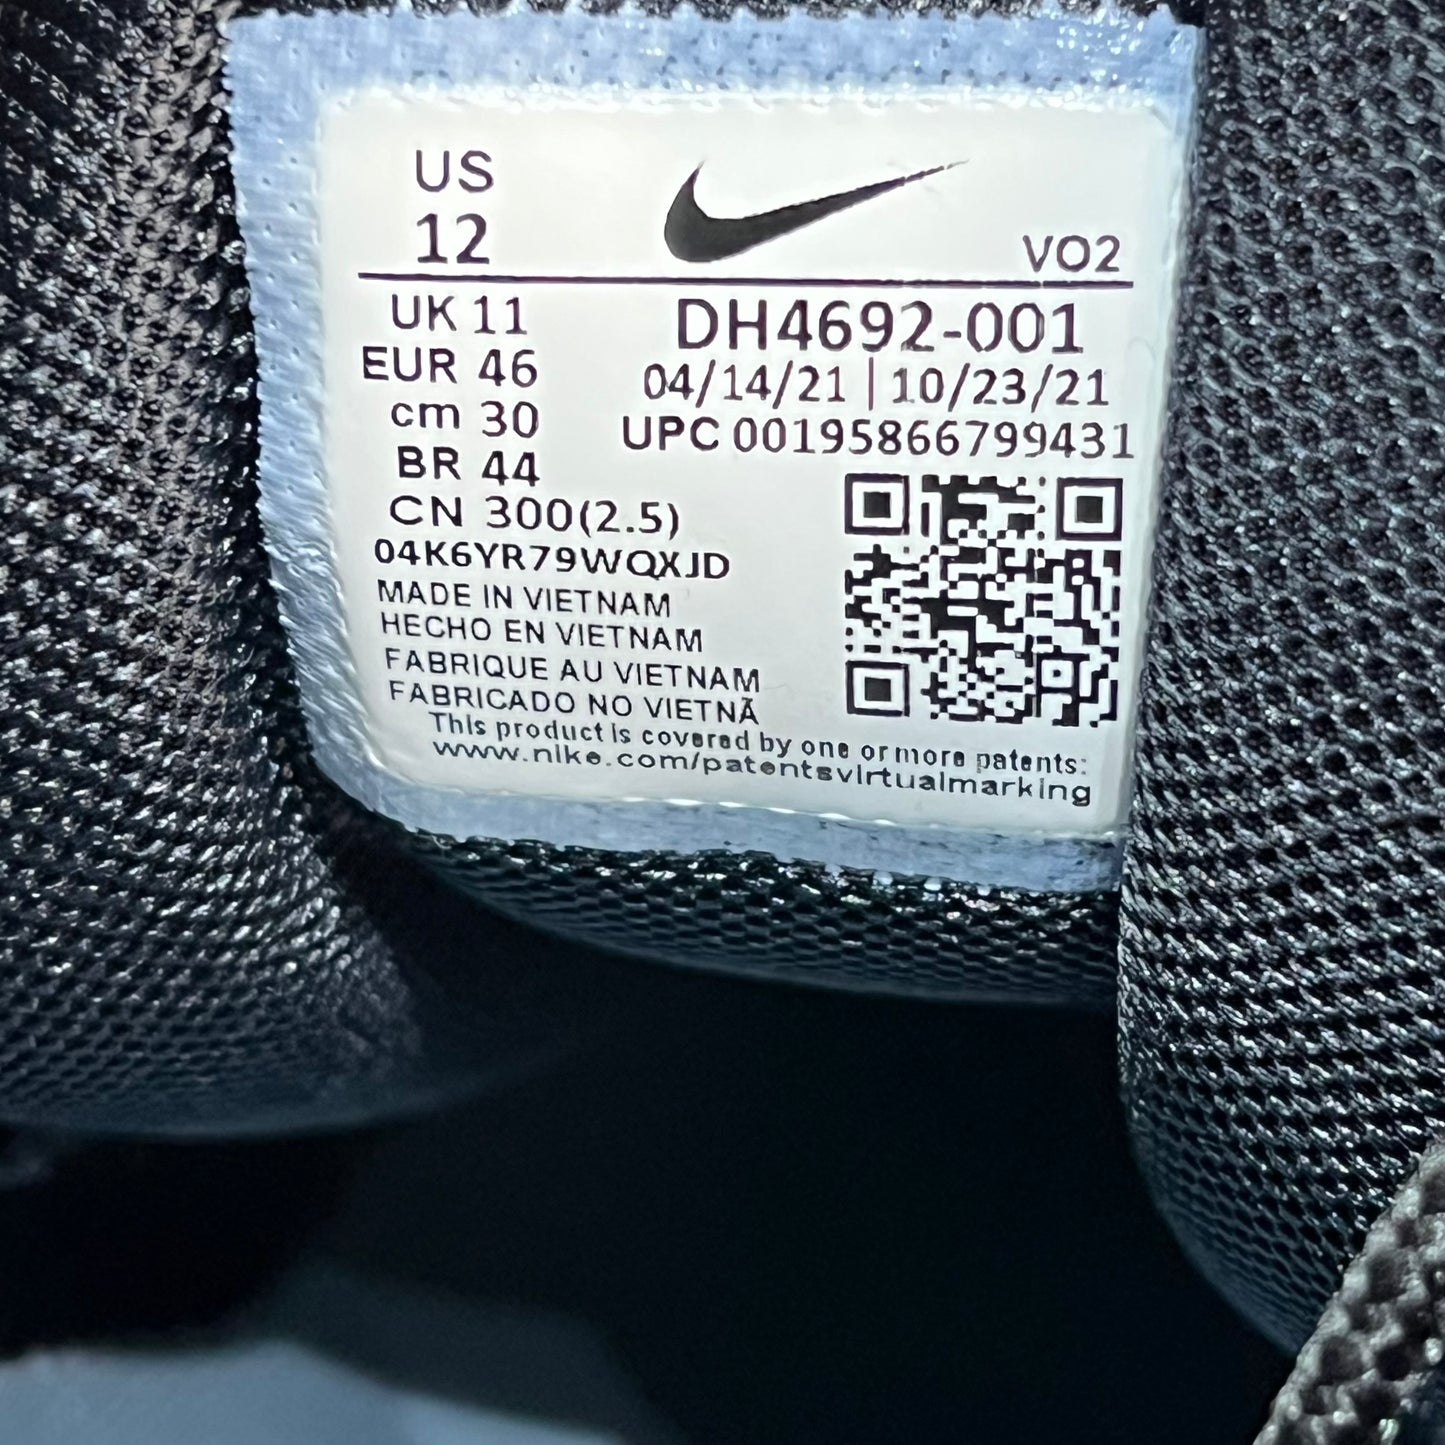 US
12
VO2
UK 11
EUR 46
cm 30
BR 44
CN 300(2.5)
DH4692-001
04/14/21 | 10/23/21
UPC 00195866799431
04K6YR79WQXJD
MADE IN VIETNAM
HECHO EN VIETNAM
FABRIQUE AU VIETNAM
FABRICADO NO VIETNÃ
This product is covered by one or more patents:
www.nike.com/patentsvirtualmarking